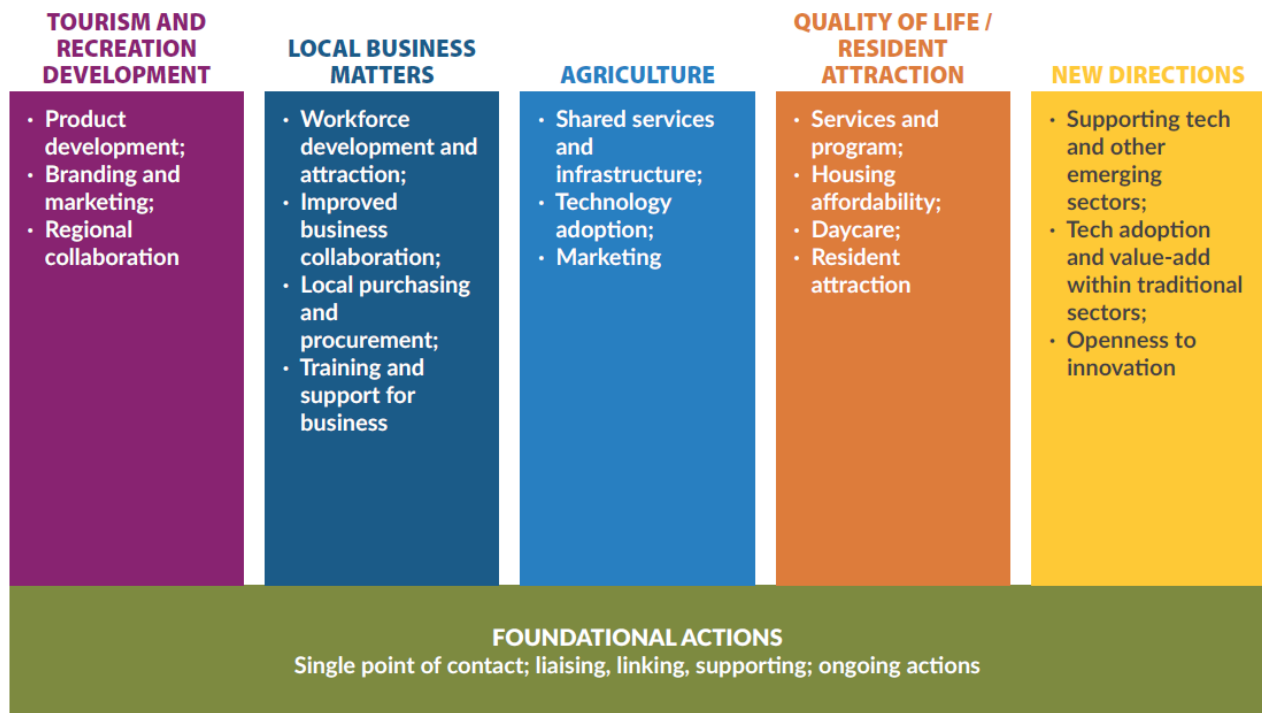 TOURISM AND
RECREATION
DEVELOPMENT
• Product
development;
• Branding and
marketing;
• Regional
collaboration
LOCAL BUSINESS
MATTERS
• Workforce
development and
attraction;
• Improved
business
collaboration;
• Local purchasing
and
procurement;
• Training and
support for
business
AGRICULTURE
• Shared services
and
infrastructure;
• Technology
adoption;
• Marketing
QUALITY OF LIFE /
RESIDENT
ATTRACTION
• Services and
program;
• Housing
affordability;
• Daycare;
• Resident
attraction
NEW DIRECTIONS
• Supporting tech
and other
emerging
sectors;
• Tech adoption
and value-add
within traditional
sectors;
• Openness to
innovation
FOUNDATIONAL ACTIONS
Single point of contact; liaising, linking, supporting; ongoing actions